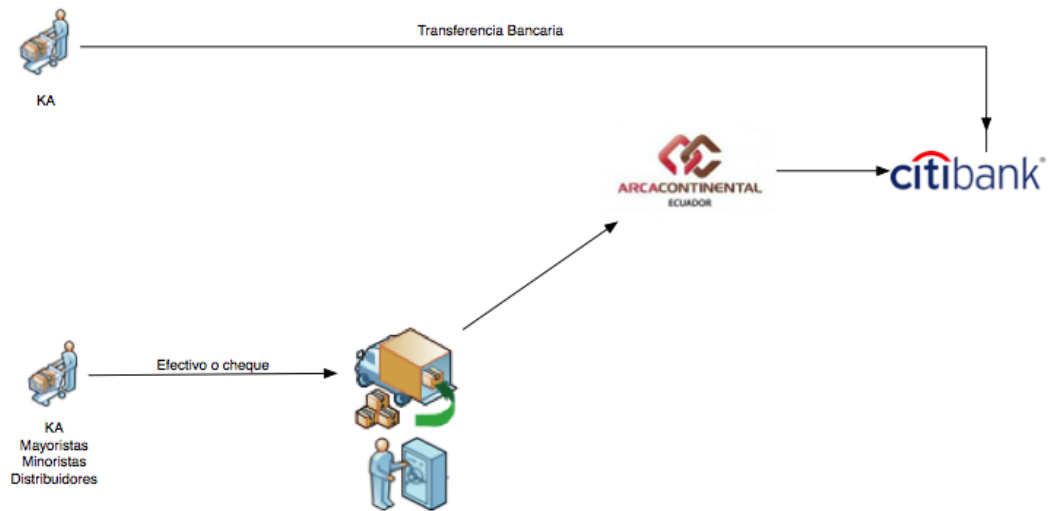 Transferencia Bancaria
KA
ARCACONTINENTAL
ECUADOR
citibank
Efectivo o cheque
KA
Mayoristas
Minoristas
Distribuidores